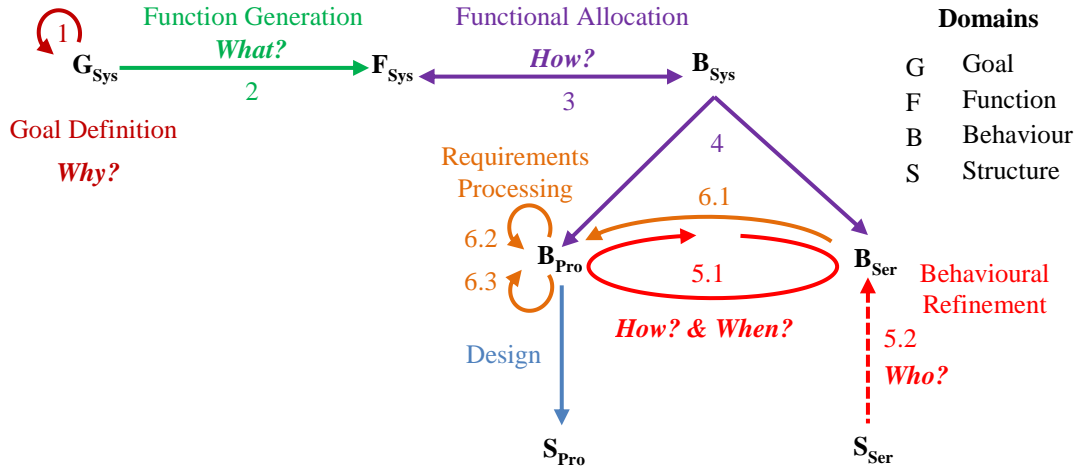 Function Generation
What?
Functional Allocation
How?
Domains
1
G_Sys
2
F_Sys
3
B_Sys
G Goal
F Function
B Behaviour
S Structure
Goal Definition
Why?
4
Requirements
Processing
6.1
6.2
6.3
B_Pro
5.1
B_Ser
Behavioural
Refinement
How? & When?
Design
5.2
Who?
S_Pro
S_Ser